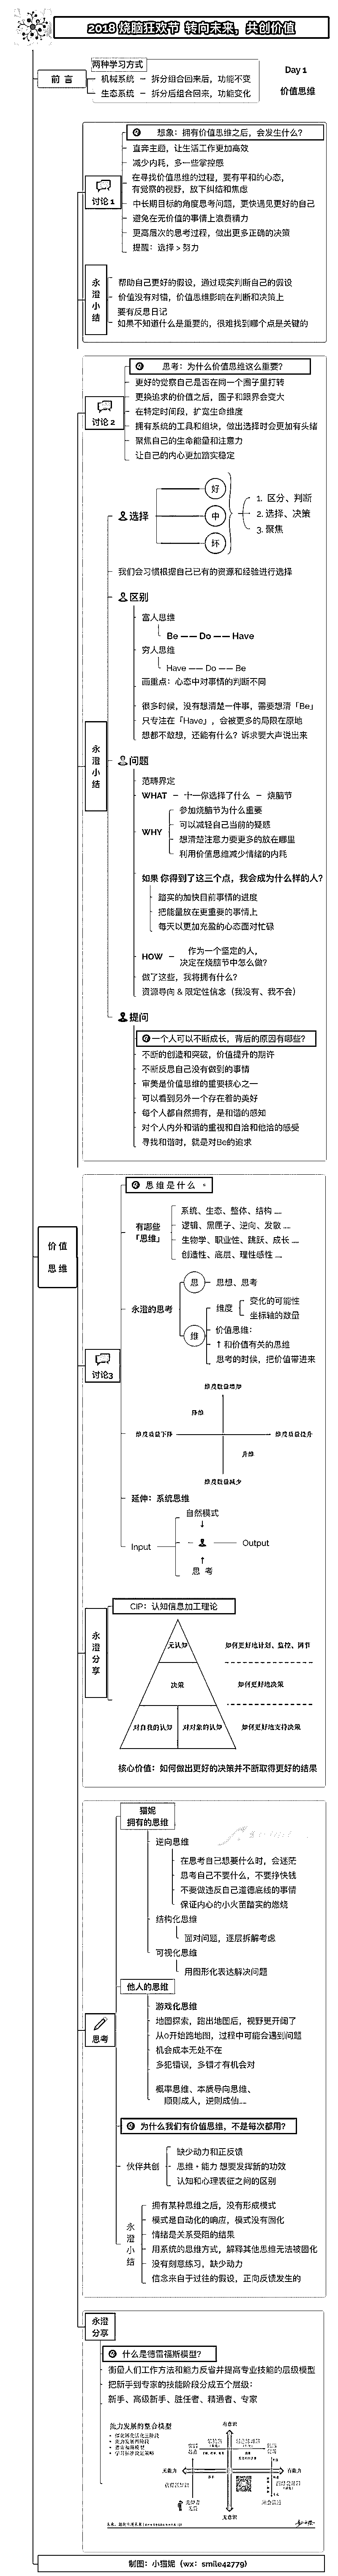 2018 烧脑狂欢节 转向未来，共创价值
Day 1
价值思维
前言
两种学习方式
机械系统 — 拆分组合回来后，功能不变
生态系统 — 拆分后组合回来，功能变化
价值
思维
讨论 1
想象：拥有价值思维之后，会发生什么？
直奔主题，让生活工作更加高效
减少内耗，多一些掌控感
在寻找价值思维的过程，要有平和的心态，
有觉察的视野，放下纠结和焦虑
中长期目标的角度思考问题，更快遇见更好的自己
避免在无价值的事情上浪费精力
更高层次的思考过程，做出更多正确的决策
提醒：选择 > 努力
永澄小结
帮助自己更好的假设，通过现实判断自己的假设
价值没有对错，价值思维影响在判断和决策上
要有反思日记
如果不知道什么是重要的，很难找到哪个点是关键的
讨论 2
思考：为什么价值思维这么重要？
更好的觉察自己是否在同一个圈子里打转
更换追求的价值之后，圈子和眼界会变大
在特定时间段，扩宽生命维度
拥有系统的工具和组块，做出选择时会更加有头绪
聚焦自己的生命能量和注意力
让自己的内心更加踏实稳定
永澄小结
选择
好
中
坏
1. 区分、判断
2. 选择、决策
3. 聚焦
我们会习惯根据自己已有的资源和经验进行选择
区别
富人思维
Be —— Do —— Have
穷人思维
Have —— Do —— Be
画重点：心态中对事情的判断不同
很多时候，没有想清楚一件事，需要想清「Be」
只专注在「Have」，会被更多的局限在原地
想都不敢想，还能有什么？诉求要大声说出来
问题
范畴界定
WHAT — 十一你选择了什么 — 烧脑节
WHY
参加烧脑节为什么重要
可以减轻自己当前的疑惑
想清楚注意力要更多的放在哪里
利用价值思维减少情绪的内耗
如果 你得到了这三个点，我会成为什么样的人？
踏实的加快目前事情的进度
把能量放在更重要的事情上
每天以更加充盈的心态面对忙碌
HOW — 作为一个坚定的人，
决定在烧脑节中怎么做？
做了这些，我将拥有什么？
资源导向 & 限定性信念（我没有、我不会）
提问
一个人可以不断成长，背后的原因有哪些？
不断的创造和突破，价值提升的期许
不断反思自己没有做到的事情
审美是价值思维的重要核心之一
可以看到另外一个存在着的美好
每个人都自然拥有，是和谐的感知
对个人内外和谐的重视和自洽和他洽的感受
寻找和谐时，就是对Be的追求
讨论3
思维是什么
有哪些
「思维」
系统、生态、整体、结构 ....
逻辑、黑匣子、逆向、发散 ....
生物学、职业性、跳跃、成长 ....
创造性、底层、理性感性 ....
永澄的思考
思
思想、思考
维
维度
变化的可能性
坐标轴的数量
价值思维：
↑ 和价值有关的思维
思考的时候，把价值带进来
维度数量增加
降维
维度质量下降
维度质量提升
升维
维度数量减少
延伸：系统思维
自然模式
↓
Input
Output
↑
思 考
永澄分享
CIP：认知信息加工理论
元认知
如何更好地计划、监控、调节
决策
如何更好地决策
对自我的认知
对对象的认知
如何更好地支持决策
核心价值：如何做出更好的决策并不断取得更好的结果
思考
猫妮
拥有的思维
逆向思维
在思考自己想要什么时，会迷茫
思考自己不要什么，不要挣快钱
不要做违反自己道德底线的事情
保证内心的小火苗踏实的燃烧
结构化思维
面对问题，逐层拆解考虑
可视化思维
用图形化表达解决问题
他人的思维
游戏化思维
地图探索，跑出地图后，视野更开阔了
从0开始跑地图，过程中可能会遇到问题
机会成本无处不在
多犯错误，多错才有机会对
概率思维、本质导向思维、
顺则成人，逆则成仙....
为什么我们有价值思维，不是每次都用？
伙伴共创
缺少动力和正反馈
思维 · 能力 想要发挥新的功效
认知和心理表征之间的区别
永澄小结
拥有某种思维之后，没有形成模式
模式是自动化的响应，模式没有固化
情绪是关系受阻的结果
用系统的思维方式，解释其他思维无法被固化
没有刻意练习，缺少动力
信念来自于过往的假设，正向反馈发生的
永澄
分享
什么是德雷福斯模型？
衡量人们工作方法和能力反省并提高专业技能的层级模型
把新手到专家的技能阶段分成五个层级：
新手、高级新手、胜任者、精通者、专家
能力发展的整合模型
有意识
无能力
有能力
无意识
制图：小猫妮（wx：smile42779）